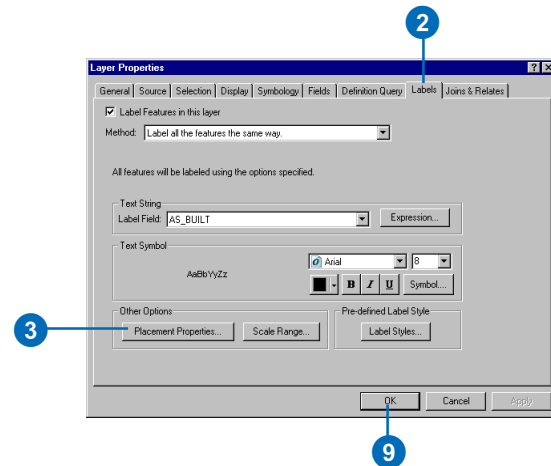 2
Layer Properties
General Source Selection Display Symbology Fields Definition Query Labels Joins & Relates
Label Features in this layer
Method: Label all the features the same way.
All features will be labeled using the options specified.
Text String
Label Field: AS_BUILT Expression...
Text Symbol
AaBbYyZz
Arial 8
B I U Symbol...
Other Options Pre-defined Label Style
3 Placement Properties... Scale Range... Label Styles...
OK Cancel Apply
9